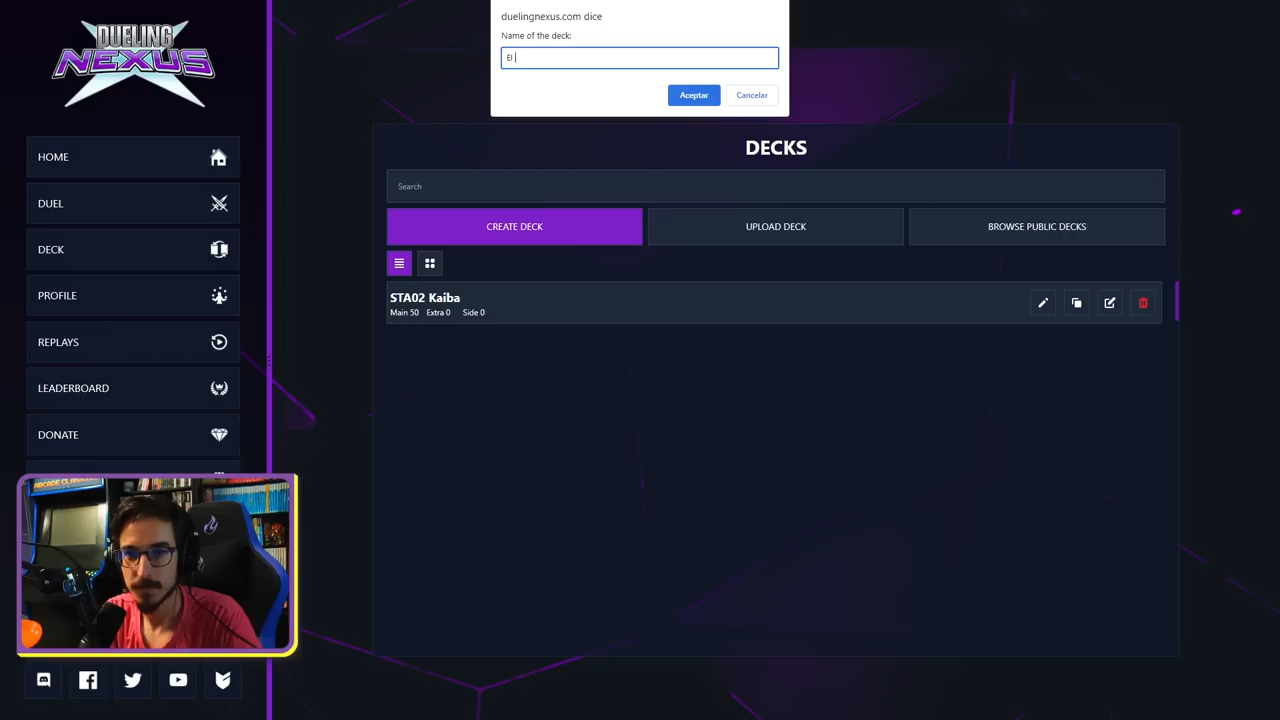 duelingnexus.com dice
Name of the deck:
El
Aceptar
Cancelar
DUELING
NEXUS
HOME
DUEL
DECK
PROFILE
REPLAYS
LEADERBOARD
DONATE
DECKS
Search
CREATE DECK
UPLOAD DECK
BROWSE PUBLIC DECKS
STA02 Kaiba
Main 50 Extra 0 Side 0